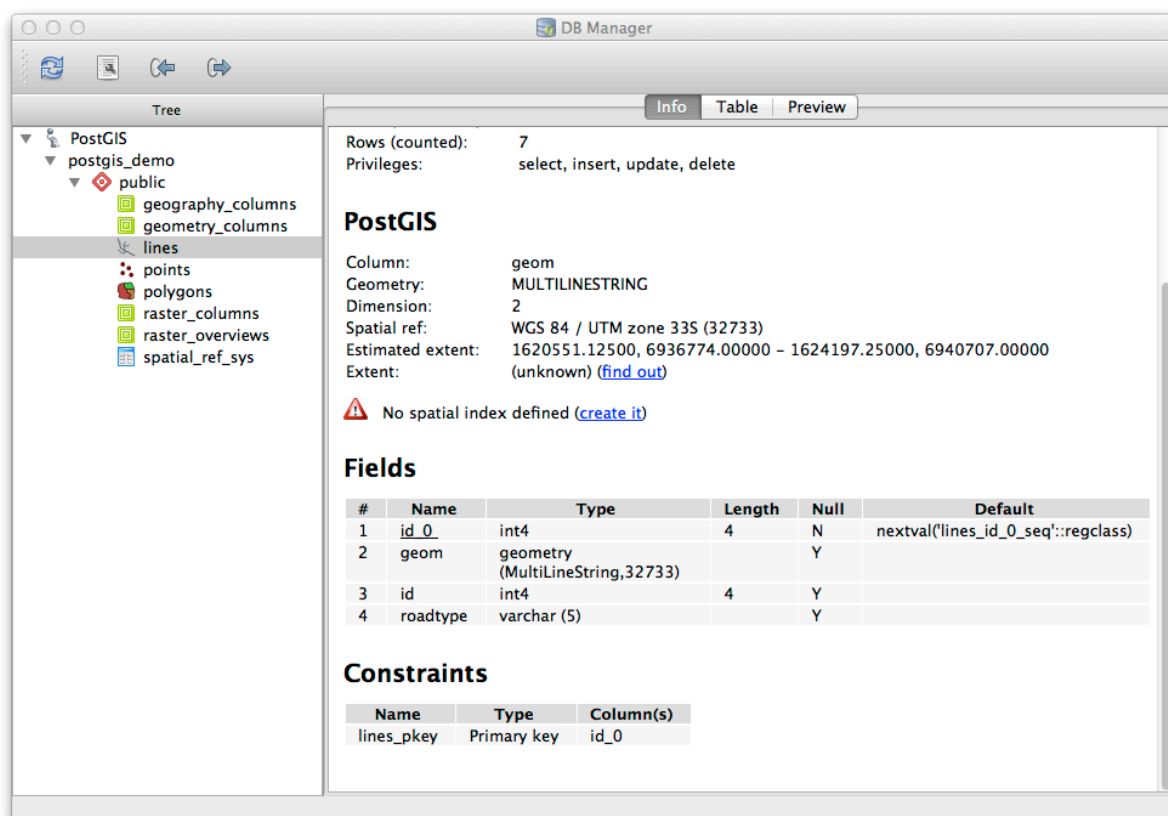 DB Manager
Tree
Info Table Preview
PostGIS
postgis_demo
public
geography_columns
geometry_columns
lines
points
polygons
raster_columns
raster_overviews
spatial_ref_sys
Rows (counted): 7
Privileges: select, insert, update, delete
PostGIS
Column: geom
Geometry: MULTILINESTRING
Dimension: 2
Spatial ref: WGS 84 / UTM zone 33S (32733)
Estimated extent: 1620551.12500, 6936774.00000 - 1624197.25000, 6940707.00000
Extent: (unknown) (find out)
No spatial index defined (create it)
Fields
# Name Type Length Null Default
1 id_0 int4 4 N nextval('lines_id_0_seq'::regclass)
2 geom geometry Y
(MultiLineString,32733)
3 id int4 4 Y
4 roadtype varchar (5) Y
Constraints
Name Type Column(s)
lines_pkey Primary key id_0